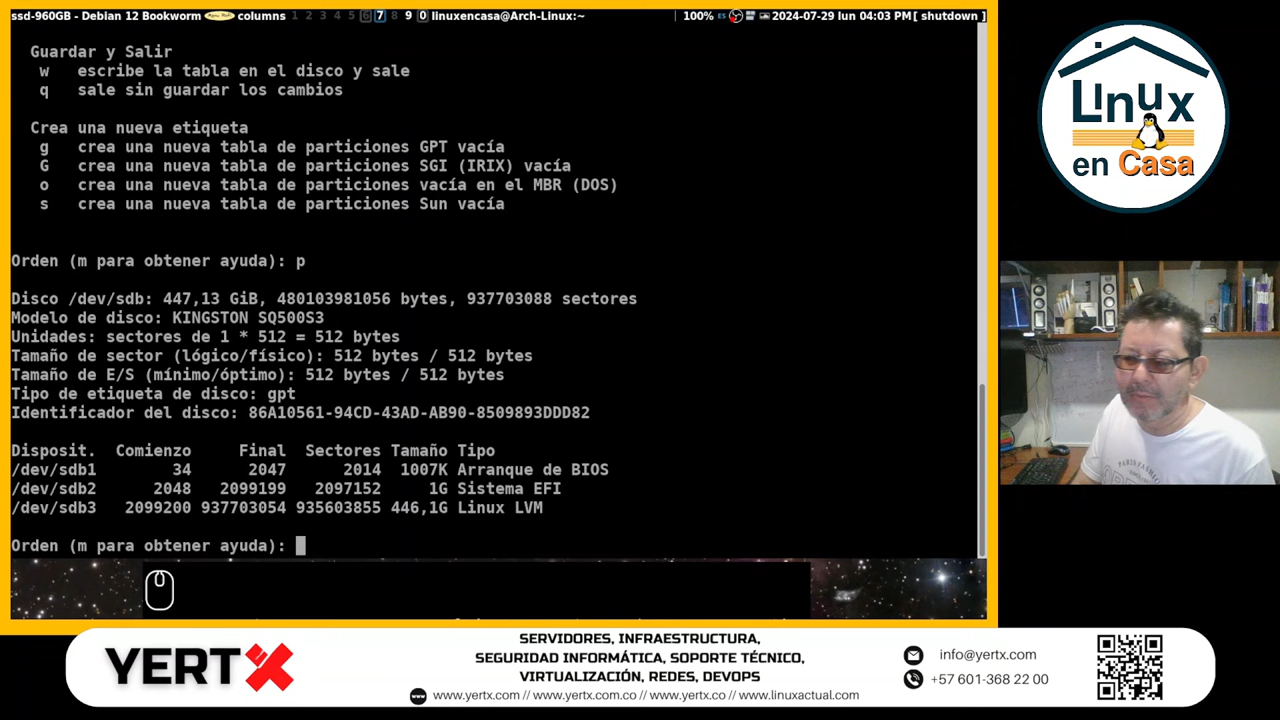 ssd-960GB - Debian 12 Bookworm columns 1 2 3 4 5 6 7 8 9 0 linuxencasa@Arch-Linux:~ 100% ES 2024-07-29 lun 04:03 PM[ shutdown ]
Guardar y Salir
w escribe la tabla en el disco y sale
q sale sin guardar los cambios
Crea una nueva etiqueta
g crea una nueva tabla de particiones GPT vacía
G crea una nueva tabla de particiones SGI (IRIX) vacía
o crea una nueva tabla de particiones vacía en el MBR (DOS)
s crea una nueva tabla de particiones Sun vacía
Orden (m para obtener ayuda): p
Disco /dev/sdb: 447,13 GiB, 480103981056 bytes, 937703088 sectores
Modelo de disco: KINGSTON SQ500S3
Unidades: sectores de 1 * 512 = 512 bytes
Tamaño de sector (lógico/físico): 512 bytes / 512 bytes
Tamaño de E/S (mínimo/óptimo): 512 bytes / 512 bytes
Tipo de etiqueta de disco: gpt
Identificador del disco: 86A10561-94CD-43AD-AB90-8509893DDD82
Disposit. Comienzo Final Sectores Tamaño Tipo
/dev/sdb1 34 2047 2014 1007K Arranque de BIOS
/dev/sdb2 2048 2099199 2097152 1G Sistema EFI
/dev/sdb3 2099200 937703054 935603855 446,1G Linux LVM
Orden (m para obtener ayuda):
Linux
en Casa
YERTX
SERVIDORES, INFRAESTRUCTURA,
SEGURIDAD INFORMÁTICA, SOPORTE TÉCNICO,
VIRTUALIZACIÓN, REDES, DEVOPS
www.yertx.com // www.yertx.com.co // www.yertx.co // www.linuxactual.com
info@yertx.com
+57 601-368 22 00